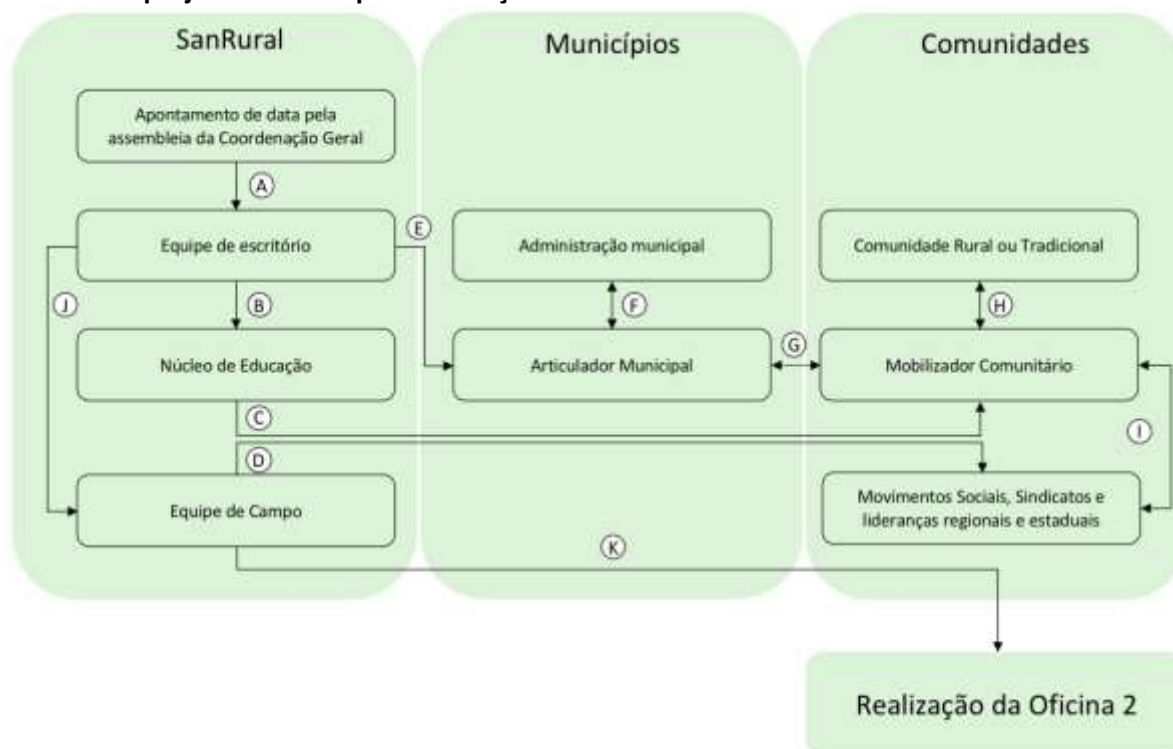 SanRural
Municípios
Comunidades
Apontamento de data pela
assembleia da Coordenação Geral
A
Equipe de escritório
E
Administração municipal
Comunidade Rural ou Tradicional
J
B
F
H
Núcleo de Educação
Articulador Municipal
G
Mobilizador Comunitário
C
I
D
Equipe de Campo
Movimentos Sociais, Sindicatos e
lideranças regionais e estaduais
K
Realização da Oficina 2